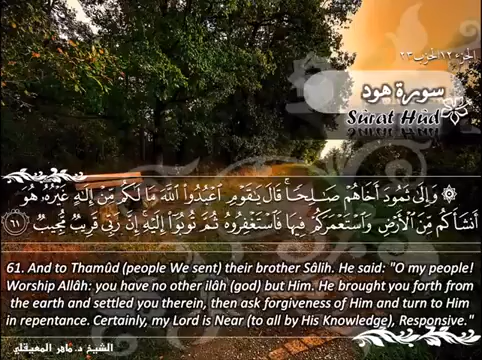 الجزء ١٢ الحزب ٢٣
سورة هود
Sûrat Hûd
۞ وَإِلَىٰ ثَمُودَ أَخَاهُمْ صَـٰلِحًا ۚ قَالَ يَـٰقَوْمِ ٱعْبُدُوا۟ ٱللَّهَ مَا لَكُم مِّنْ إِلَـٰهٍ غَيْرُهُۥ ۖ هُوَ
أَنشَأَكُم مِّنَ ٱلْأَرْضِ وَٱسْتَعْمَرَكُمْ فِيهَا فَٱسْتَغْفِرُوهُ ثُمَّ تُوبُوٓا۟ إِلَيْهِ ۚ إِنَّ رَبِّى قَرِيبٌ مُّجِيبٌ ٦١
61. And to Thamûd (people We sent) their brother Sâlih. He said: "O my people!
Worship Allâh: you have no other ilâh (god) but Him. He brought you forth from
the earth and settled you therein, then ask forgiveness of Him and turn to Him
in repentance. Certainly, my Lord is Near (to all by His Knowledge), Responsive."
الشيخ د. ماهر المعيقلي